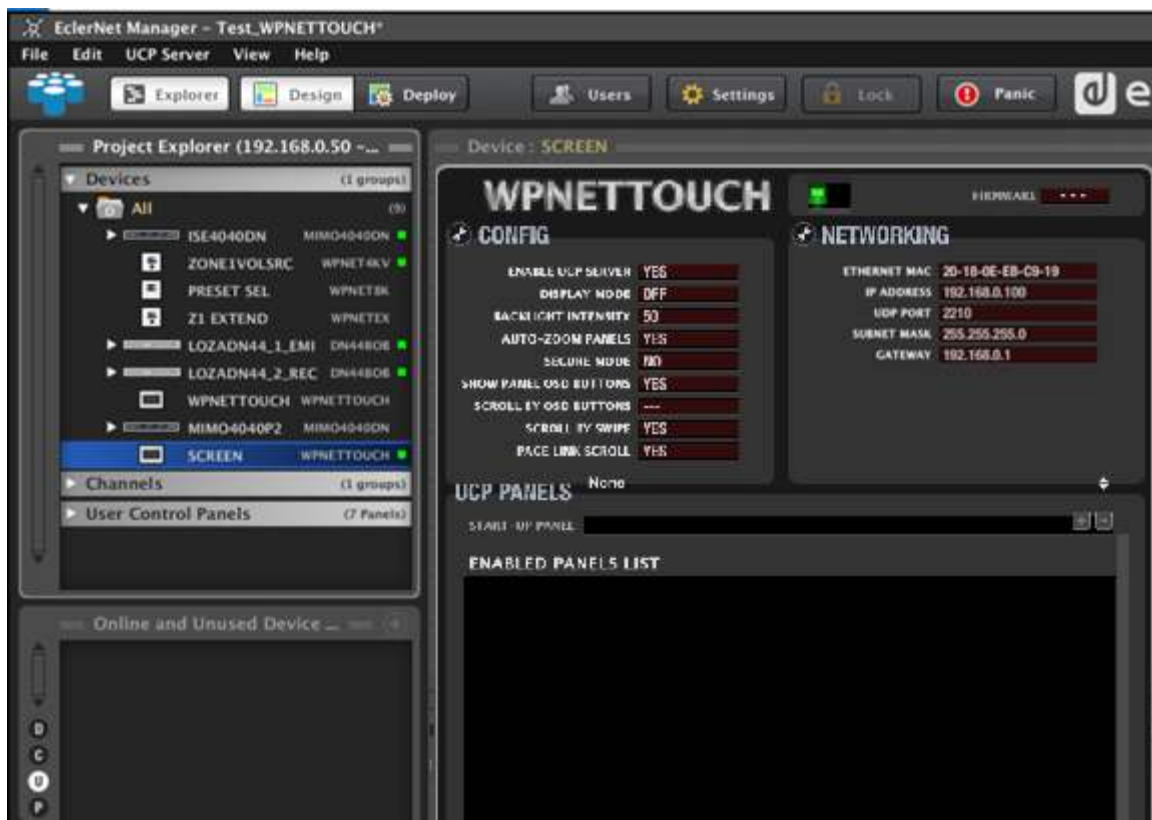 EclerNet Manager - Test_WPNETTOUCH*
File Edit UCP Server View Help
Explorer Design Deploy Users Settings Lock Panic e
Project Explorer (192.168.0.50 -...
Devices (1 groups)
All (9)
ISE4040DN MIMO4040DN
ZONE1VOLSRC WPNET4KV
PRESET SEL WPNET8K
Z1 EXTEND WPNETEX
LOZADN44_1_EMI DN44BOB
LOZADN44_2_REC DN44BOB
WPNETTOUCH WPNETTOUCH
MIMO4040P2 MIMO4040DN
SCREEN WPNETTOUCH
Channels (1 groups)
User Control Panels (7 Panels)
Online and Unused Device ...
D
C
U
P
Device : SCREEN
WPNETTOUCH
FIRMWARE ---
CONFIG
ENABLE UCP SERVER YES
DISPLAY MODE OFF
BACKLIGHT INTENSITY 50
AUTO-ZOOM PANELS YES
SECURE MODE NO
SHOW PANEL OSD BUTTONS YES
SCROLL BY OSD BUTTONS ---
SCROLL BY SWIPE YES
PAGE LINK SCROLL YES
NETWORKING
ETHERNET MAC 20-18-0E-EB-C9-19
IP ADDRESS 192.168.0.100
UDP PORT 2210
SUBNET MASK 255.255.255.0
GATEWAY 192.168.0.1
UCP PANELS
None
START-UP PANEL
ENABLED PANELS LIST